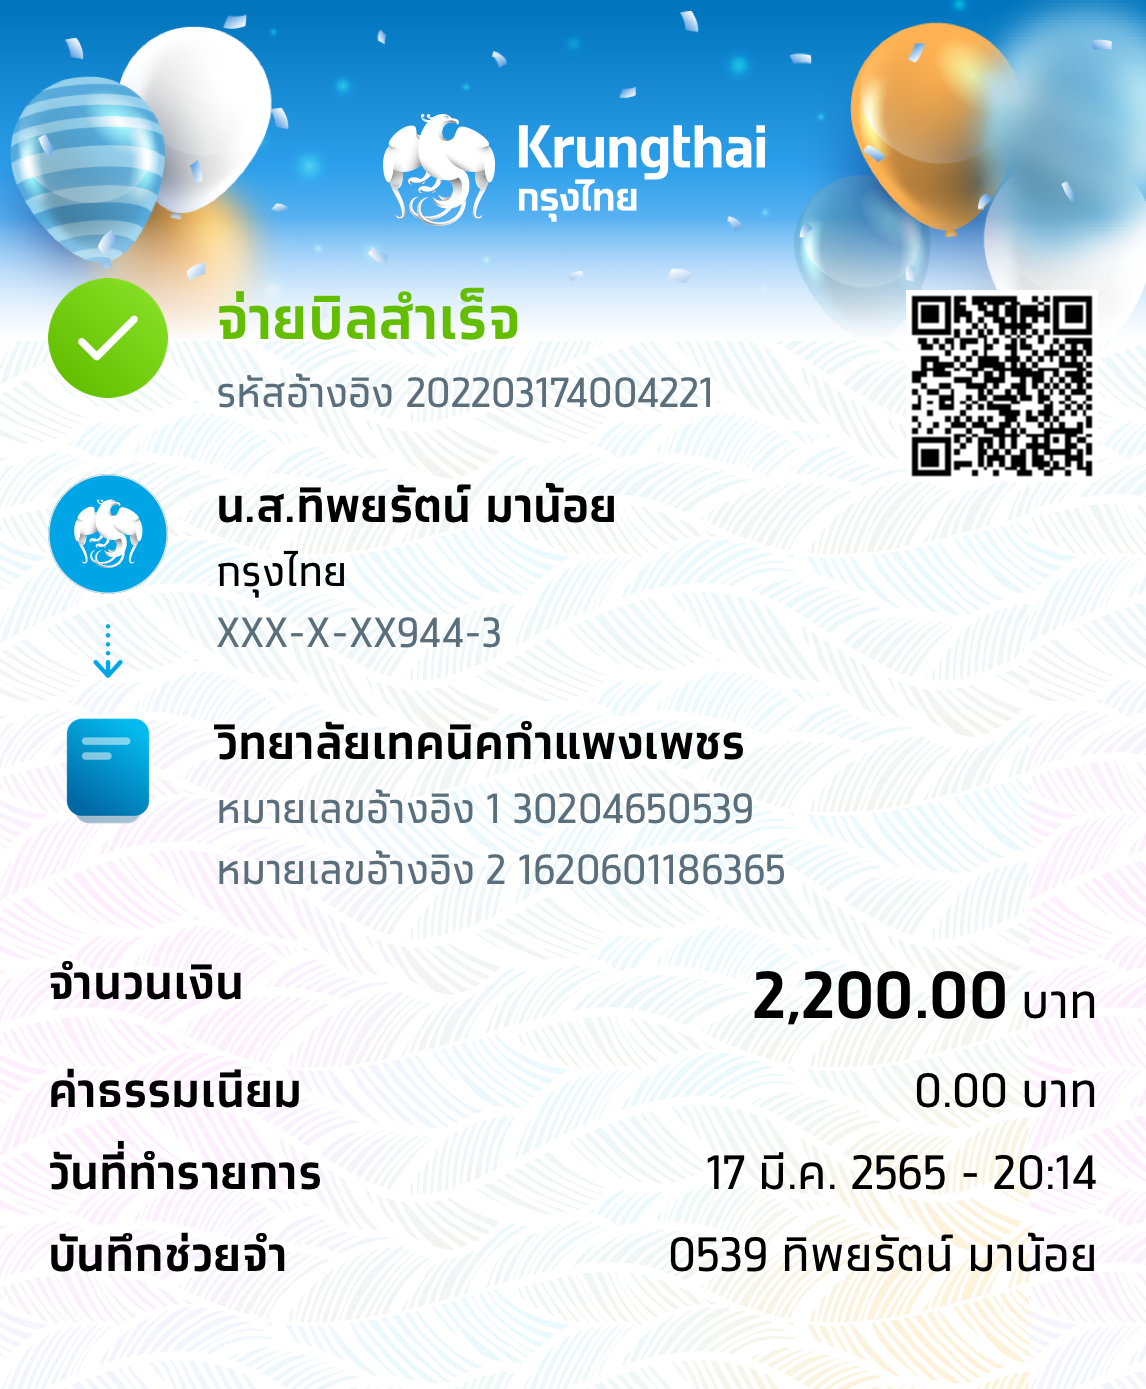 Krungthai
กรุงไทย
จ่ายบิลสำเร็จ
รหัสอ้างอิง 202203174004221
น.ส.ทิพยรัตน์ มาน้อย
กรุงไทย
XXX-X-XX944-3
วิทยาลัยเทคนิคกำแพงเพชร
หมายเลขอ้างอิง 1 30204650539
หมายเลขอ้างอิง 2 1620601186365
จำนวนเงิน 2,200.00 บาท
ค่าธรรมเนียม 0.00 บาท
วันที่ทำรายการ 17 มี.ค. 2565 - 20:14
บันทึกช่วยจำ 0539 ทิพยรัตน์ มาน้อย